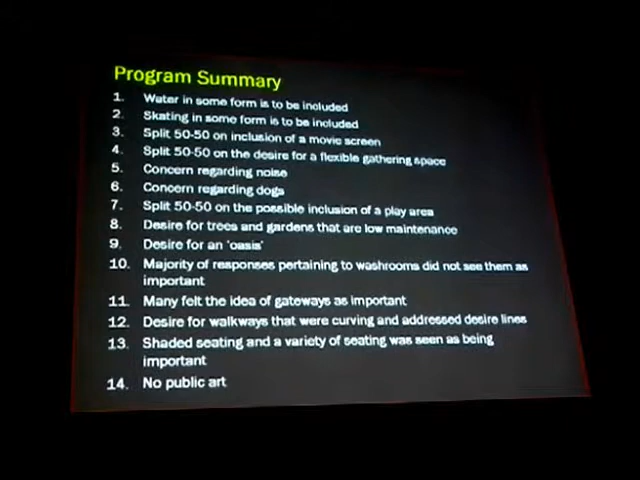 Program Summary
1. Water in some form is to be included
2. Skating in some form is to be included
3. Split 50-50 on inclusion of a movie screen
4. Split 50-50 on the desire for a flexible gathering space
5. Concern regarding noise
6. Concern regarding dogs
7. Split 50-50 on the possible inclusion of a play area
8. Desire for trees and gardens that are low maintenance
9. Desire for an 'oasis'
10. Majority of responses pertaining to washrooms did not see them as
important
11. Many felt the idea of gateways as important
12. Desire for walkways that were curving and addressed desire lines
13. Shaded seating and a variety of seating was seen as being
important
14. No public art